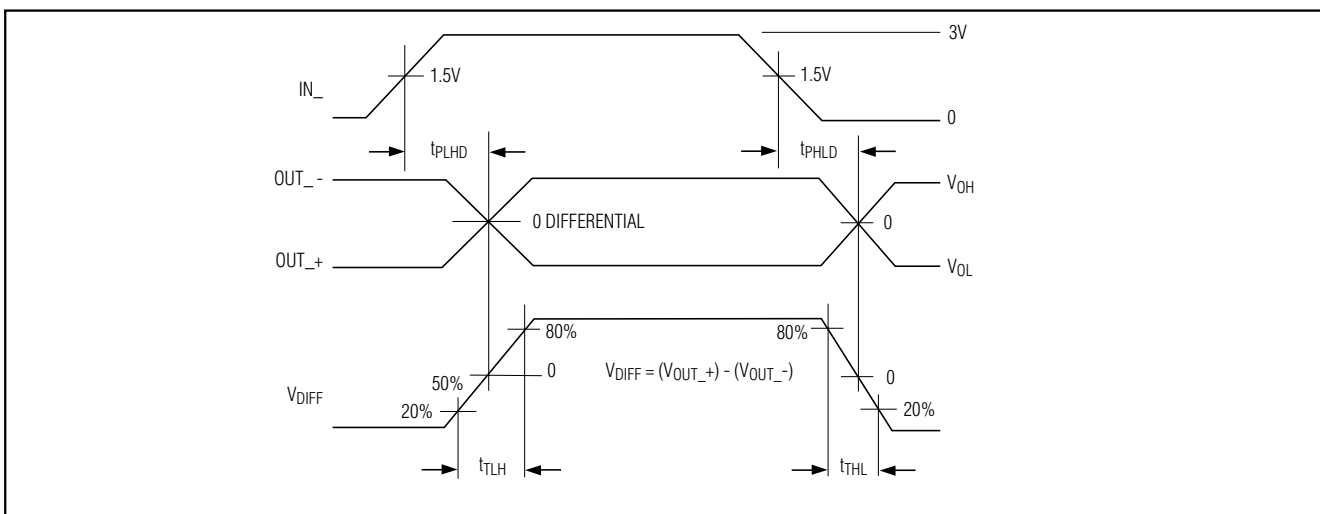 3V
1.5V 1.5V
IN_
0
tPLHD tPHLD
OUT_ - VOH
0 DIFFERENTIAL 0
OUT_+ VOL
80% 80%
50% 0 VDIFF = (VOUT_+) - (VOUT_-) 0
VDIFF
20% 20%
tTLH tTHL